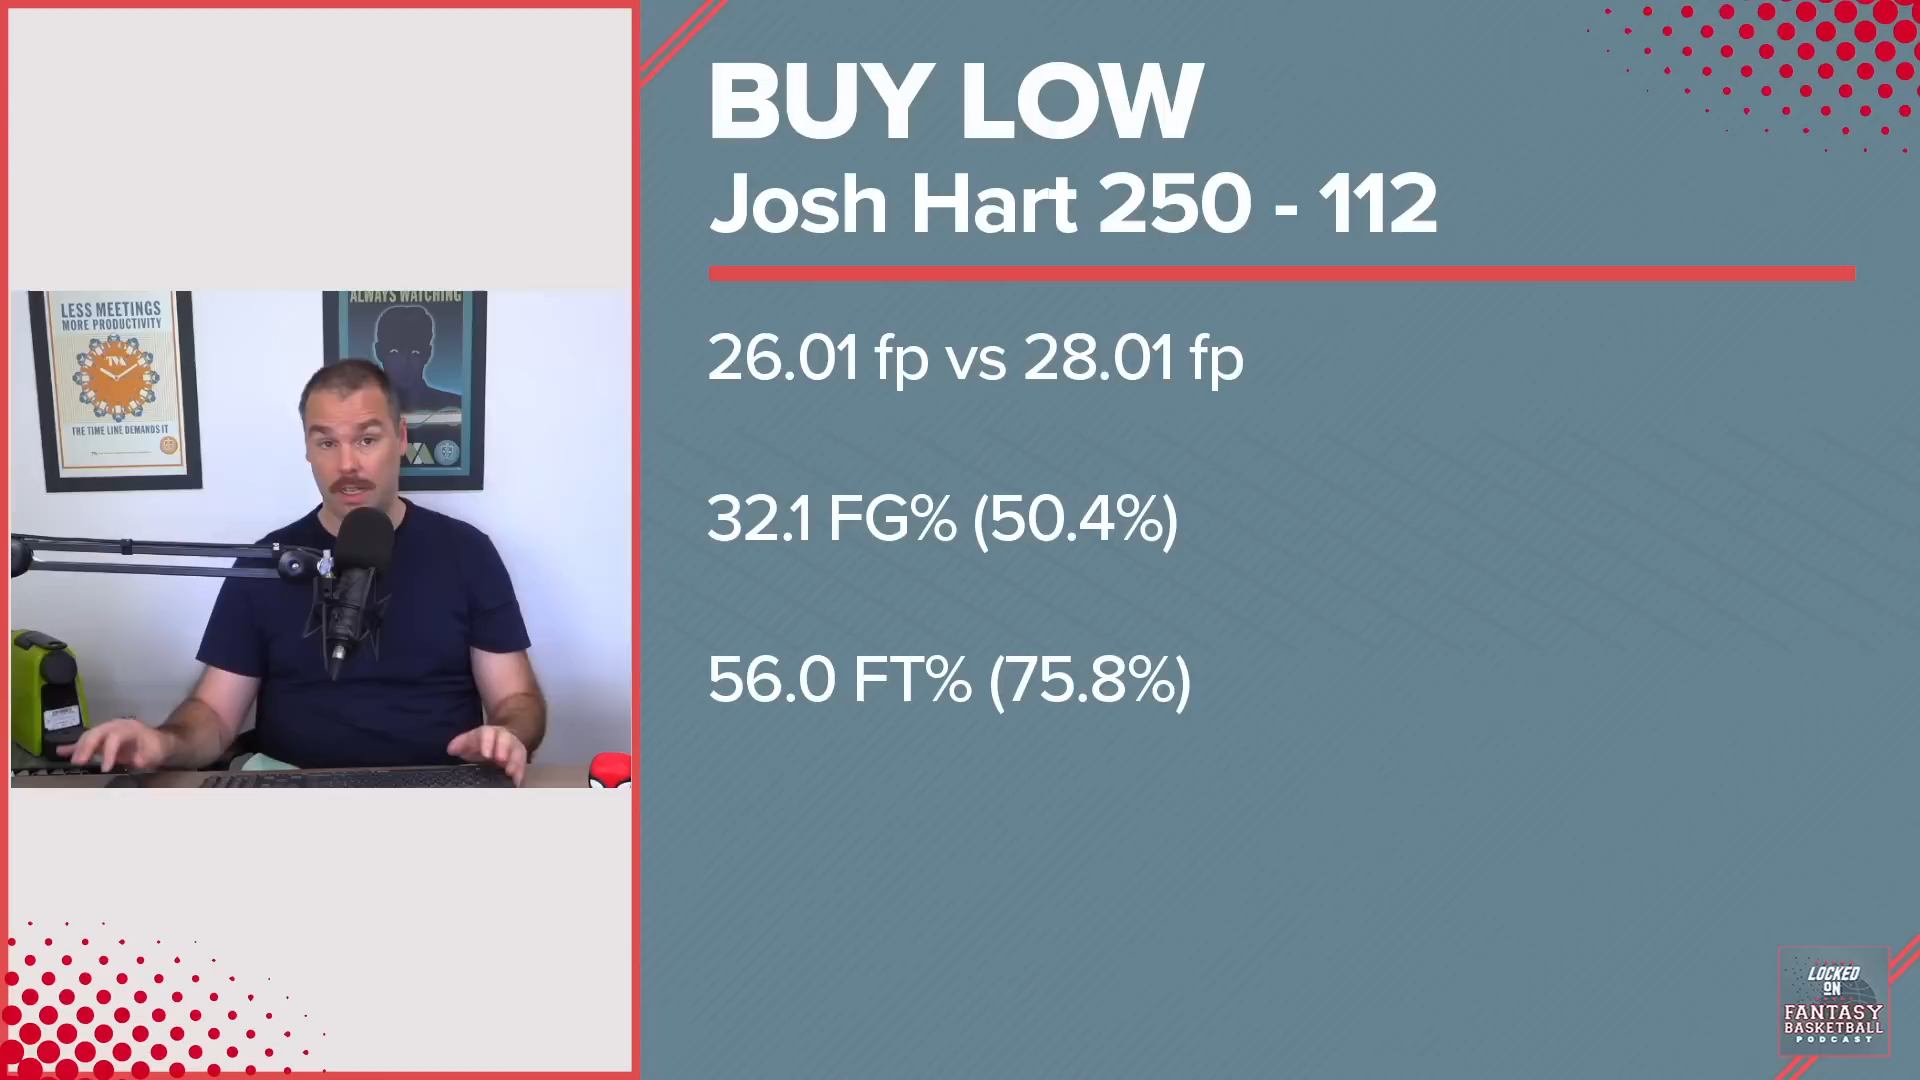 BUY LOW
Josh Hart 250 - 112
26.01 fp vs 28.01 fp
32.1 FG% (50.4%)
56.0 FT% (75.8%)
LESS MEETINGS
MORE PRODUCTIVITY
TVA
THE TIME LINE DEMANDS IT
ALWAYS WATCHING
LOCKED
ON
FANTASY
BASKETBALL
PODCAST